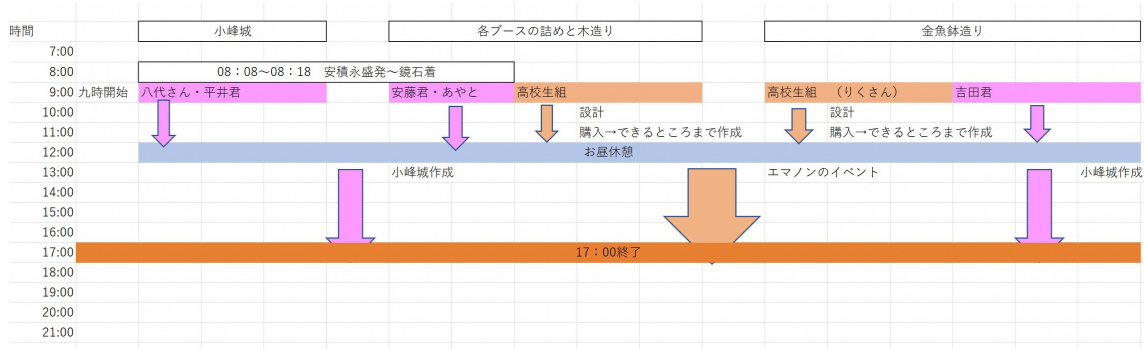 時間 小峰城 各ブースの詰めと木造り 金魚鉢造り
7:00
8:00 08：08～08：18　安積永盛発～鏡石着
9:00 九時開始 八代さん・平井君 安藤君・あやと 高校生組 高校生組　（りくさん） 吉田君
10:00 設計 設計
11:00 購入→できるところまで作成 購入→できるところまで作成
12:00 お昼休憩
13:00 小峰城作成 エマノンのイベント 小峰城作成
14:00
15:00
16:00
17:00 17：00終了
18:00
19:00
20:00
21:00